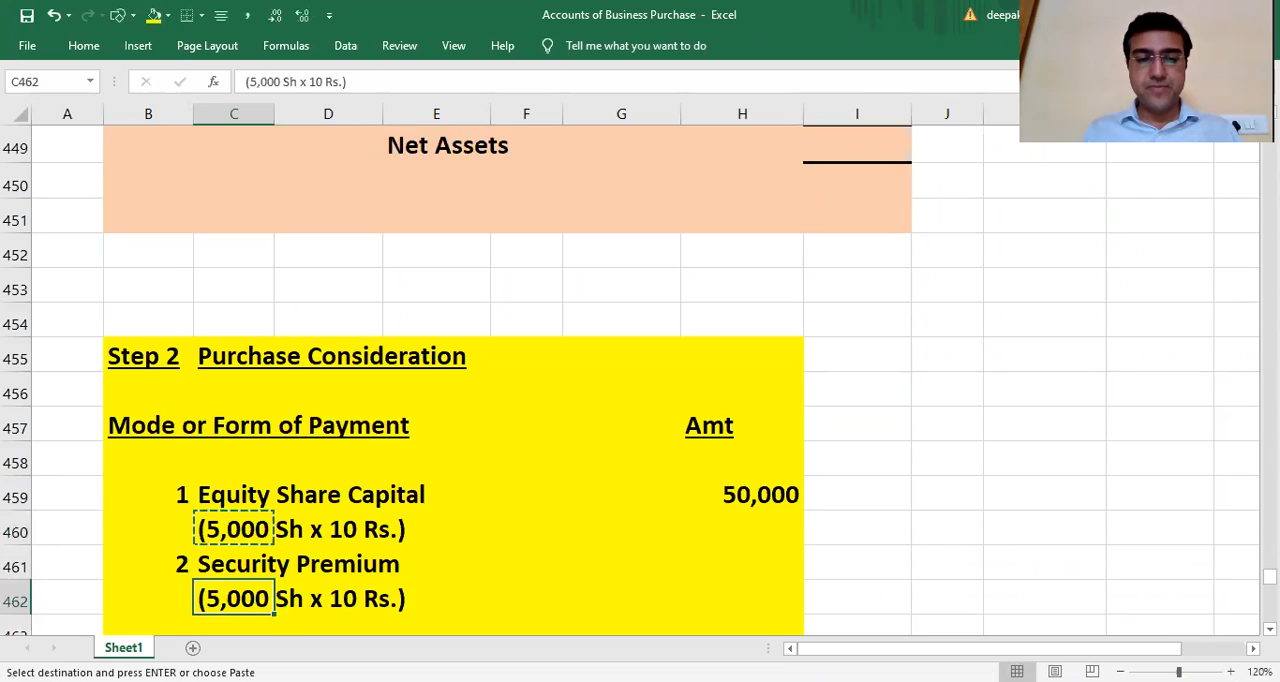 Accounts of Business Purchase - Excel
File Home Insert Page Layout Formulas Data Review View Help Tell me what you want to do
C462 fx (5,000 Sh x 10 Rs.)
A B C D E F G H I J
449 Net Assets
450
451
452
453
454
455 Step 2 Purchase Consideration
456
457 Mode or Form of Payment Amt
458
459 1 Equity Share Capital 50,000
460 (5,000 Sh x 10 Rs.)
461 2 Security Premium
462 (5,000 Sh x 10 Rs.)
Sheet1
Select destination and press ENTER or choose Paste 120%